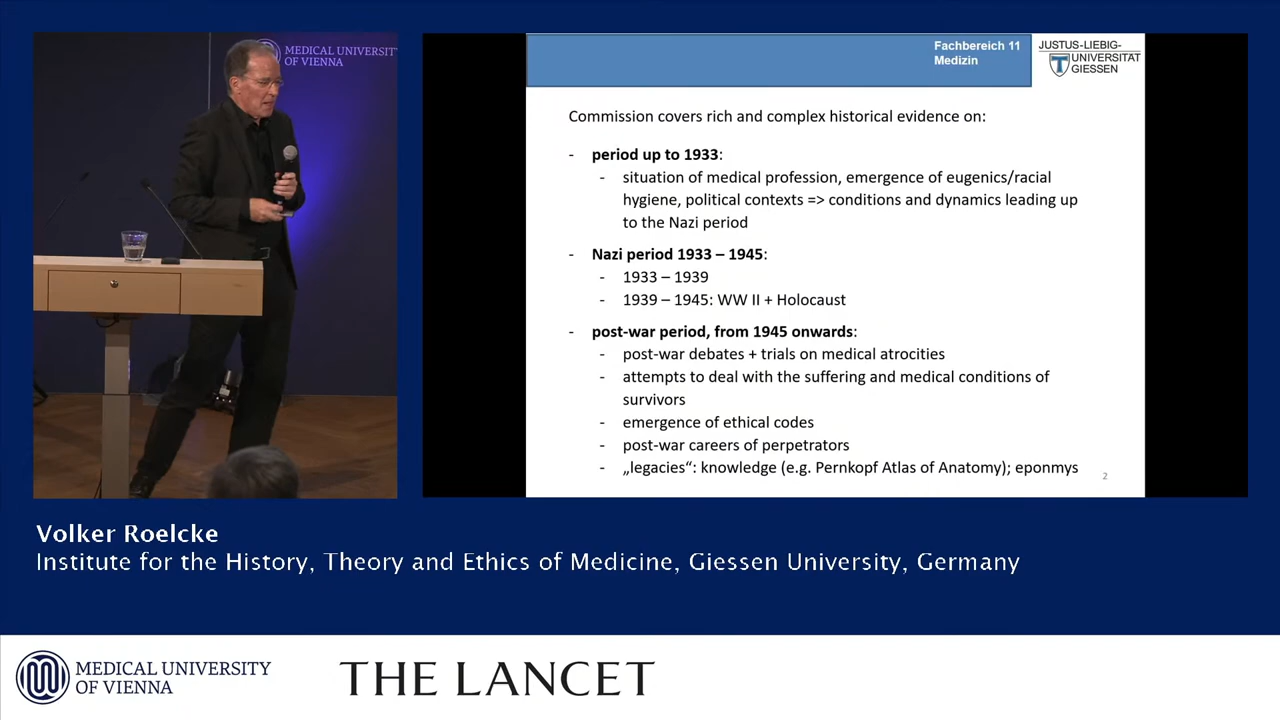 MEDICAL UNIVERSITY
OF VIENNA
Fachbereich 11
Medizin
JUSTUS-LIEBIG-
UNIVERSITAT
GIESSEN
Commission covers rich and complex historical evidence on:
- period up to 1933:
- situation of medical profession, emergence of eugenics/racial
hygiene, political contexts => conditions and dynamics leading up
to the Nazi period
- Nazi period 1933 – 1945:
- 1933 – 1939
- 1939 – 1945: WW II + Holocaust
- post-war period, from 1945 onwards:
- post-war debates + trials on medical atrocities
- attempts to deal with the suffering and medical conditions of
survivors
- emergence of ethical codes
- post-war careers of perpetrators
- „legacies“: knowledge (e.g. Pernkopf Atlas of Anatomy); eponmys
2
Volker Roelcke
Institute for the History, Theory and Ethics of Medicine, Giessen University, Germany
MEDICAL UNIVERSITY
OF VIENNA
THE LANCET